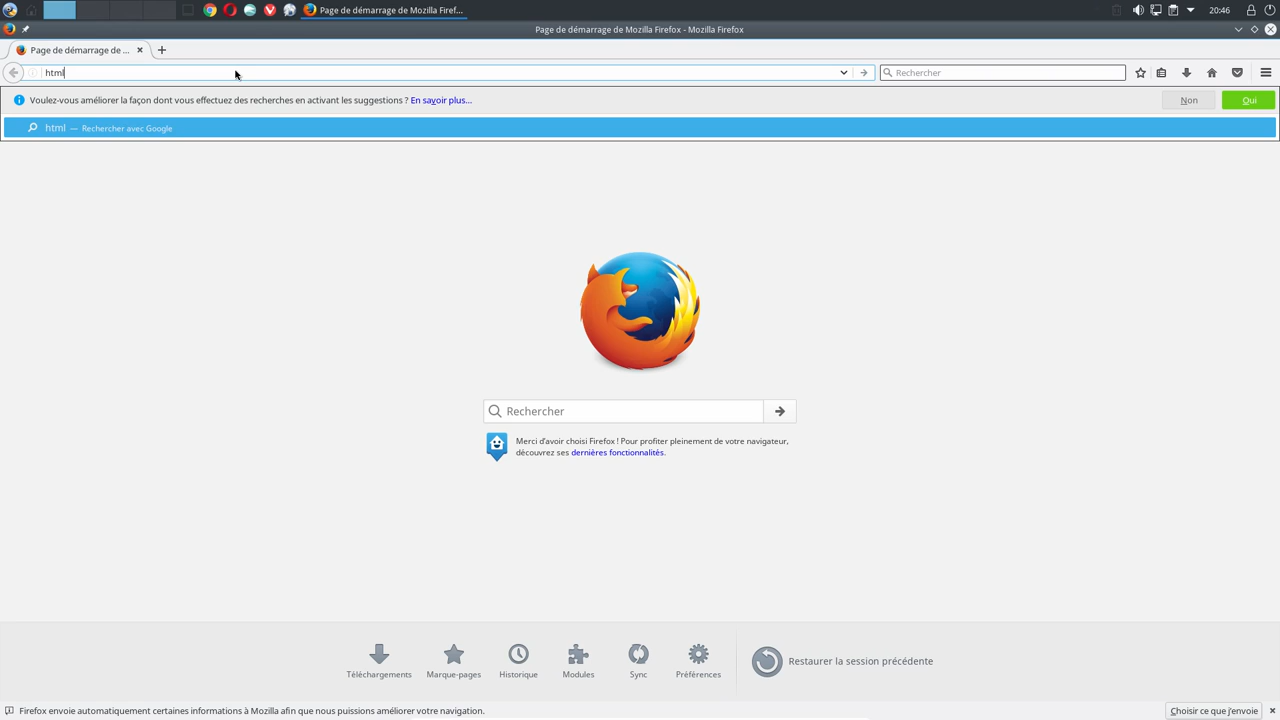 Page de démarrage de Mozilla Firef...
20:46
Page de démarrage de Mozilla Firefox - Mozilla Firefox
Page de démarrage de ...
html
Rechercher
Voulez-vous améliorer la façon dont vous effectuez des recherches en activant les suggestions ? En savoir plus...
Non
Oui
html — Rechercher avec Google
Rechercher
Merci d'avoir choisi Firefox ! Pour profiter pleinement de votre navigateur,
découvrez ses dernières fonctionnalités.
Téléchargements
Marque-pages
Historique
Modules
Sync
Préférences
Restaurer la session précédente
Firefox envoie automatiquement certaines informations à Mozilla afin que nous puissions améliorer votre navigation.
Choisir ce que j'envoie